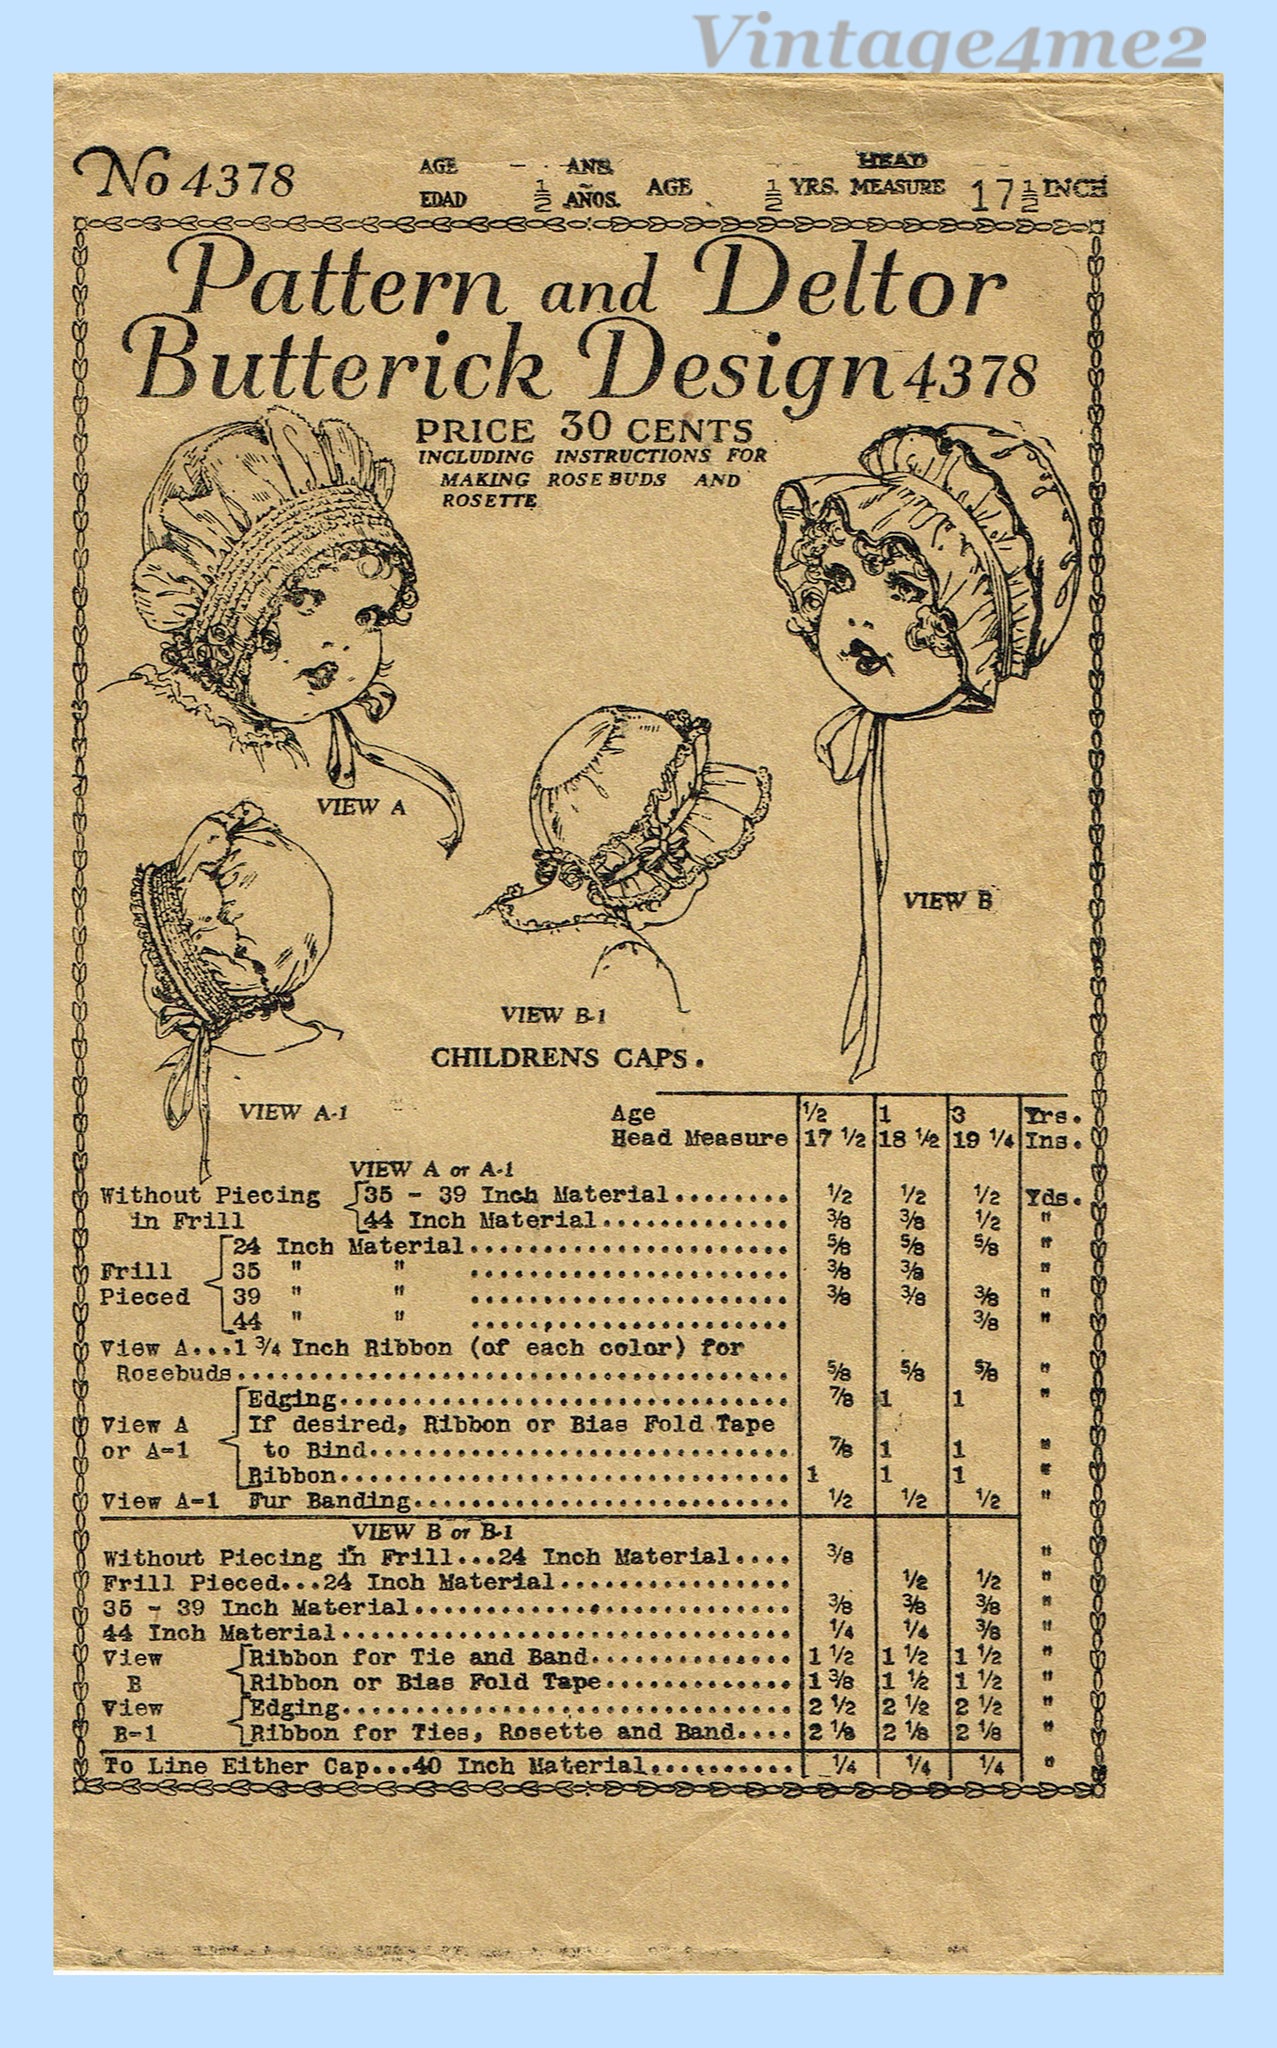 Vintage4me2
No 4378
AGE - ANS.
EDAD ½ AÑOS.
AGE ½ YRS.
HEAD
MEASURE 17 ½ INCH
Pattern and Deltor
Butterick Design 4378
PRICE 30 CENTS
INCLUDING INSTRUCTIONS FOR
MAKING ROSEBUDS AND
ROSETTE
VIEW A
VIEW B
VIEW B-1
CHILDREN'S CAPS.
VIEW A-1
Age ½ 1 3 Yrs.
Head Measure 17 ½ 18 ½ 19 ¼ Ins.
VIEW A or A-1
Without Piecing 35 - 39 Inch Material........ ½ ½ ½ Yds.
in Frill 44 Inch Material............. ⅜ ⅜ ½ "
24 Inch Material...................... ⅝ ⅝ ⅝ "
Frill 35 " " ...................... ⅜ ⅜ "
Pieced 39 " " ...................... ⅜ ⅜ ⅜ "
44 " " ...................... ⅜ "
View A...1 ¾ Inch Ribbon (of each color) for
Rosebuds...................................... ⅝ ⅝ ⅝ "
Edging............................... ⅞ 1 1 "
View A If desired, Ribbon or Bias Fold Tape
or A-1 to Bind............................. ⅞ 1 1 "
Ribbon............................... 1 1 1 "
View A-1 Fur Banding.......................... ½ ½ ½ "
VIEW B or B-1
Without Piecing in Frill...24 Inch Material.... ⅜ "
Frill Pieced...24 Inch Material................ ½ ½ "
35 - 39 Inch Material.......................... ⅜ ⅜ ⅜ "
44 Inch Material............................... ¼ ¼ ⅜ "
View Ribbon for Tie and Band.............. 1 ½ 1 ½ 1 ½ "
B Ribbon or Bias Fold Tape............. 1 ⅜ 1 ½ 1 ½ "
View Edging............................... 2 ½ 2 ½ 2 ½ "
B-1 Ribbon for Ties, Rosette and Band.... 2 ⅛ 2 ⅛ 2 ⅛ "
To Line Either Cap...40 Inch Material.......... ¼ ¼ ¼ "